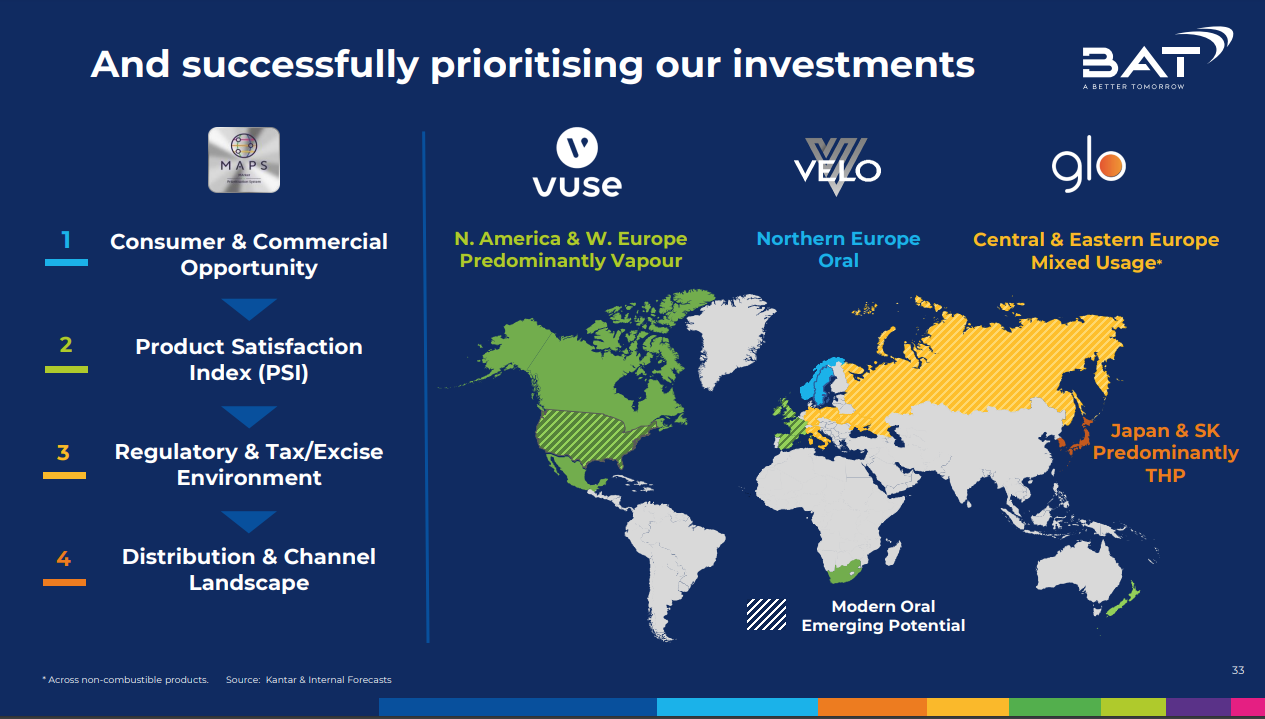 And successfully prioritising our investments
BAT
A BETTER TOMORROW
MAPS
vuse
VELO
glo
1
Consumer & Commercial
Opportunity
2
Product Satisfaction
Index (PSI)
3
Regulatory & Tax/Excise
Environment
4
Distribution & Channel
Landscape
N. America & W. Europe
Predominantly Vapour
Northern Europe
Oral
Central & Eastern Europe
Mixed Usage*
Japan & SK
Predominantly
THP
Modern Oral
Emerging Potential
* Across non-combustible products. Source: Kantar & Internal Forecasts
33